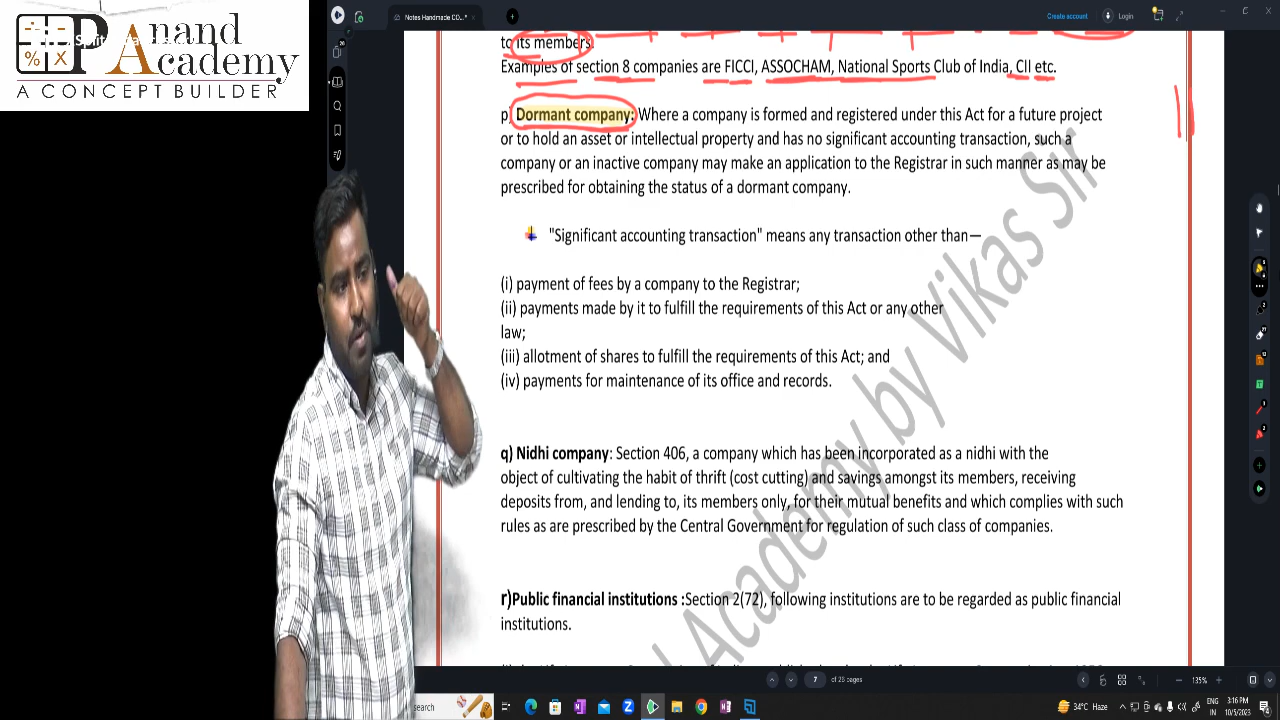 Anand
Academy
A CONCEPT BUILDER
% X
Notes Handmade CO..."
Create account
Login
to its members.
Examples of section 8 companies are FICCI, ASSOCHAM, National Sports Club of India, CII etc.
p) Dormant company: Where a company is formed and registered under this Act for a future project
or to hold an asset or intellectual property and has no significant accounting transaction, such a
company or an inactive company may make an application to the Registrar in such manner as may be
prescribed for obtaining the status of a dormant company.
"Significant accounting transaction" means any transaction other than—
(i) payment of fees by a company to the Registrar;
(ii) payments made by it to fulfill the requirements of this Act or any other
law;
(iii) allotment of shares to fulfill the requirements of this Act; and
(iv) payments for maintenance of its office and records.
q) Nidhi company: Section 406, a company which has been incorporated as a nidhi with the
object of cultivating the habit of thrift (cost cutting) and savings amongst its members, receiving
deposits from, and lending to, its members only, for their mutual benefits and which complies with such
rules as are prescribed by the Central Government for regulation of such class of companies.
r)Public financial institutions :Section 2(72), following institutions are to be regarded as public financial
institutions.
Academy by Vikas Sir
7 of 26 pages
135%
search
34°C Haze
ENG
IN
3:16 PM
10/5/2023